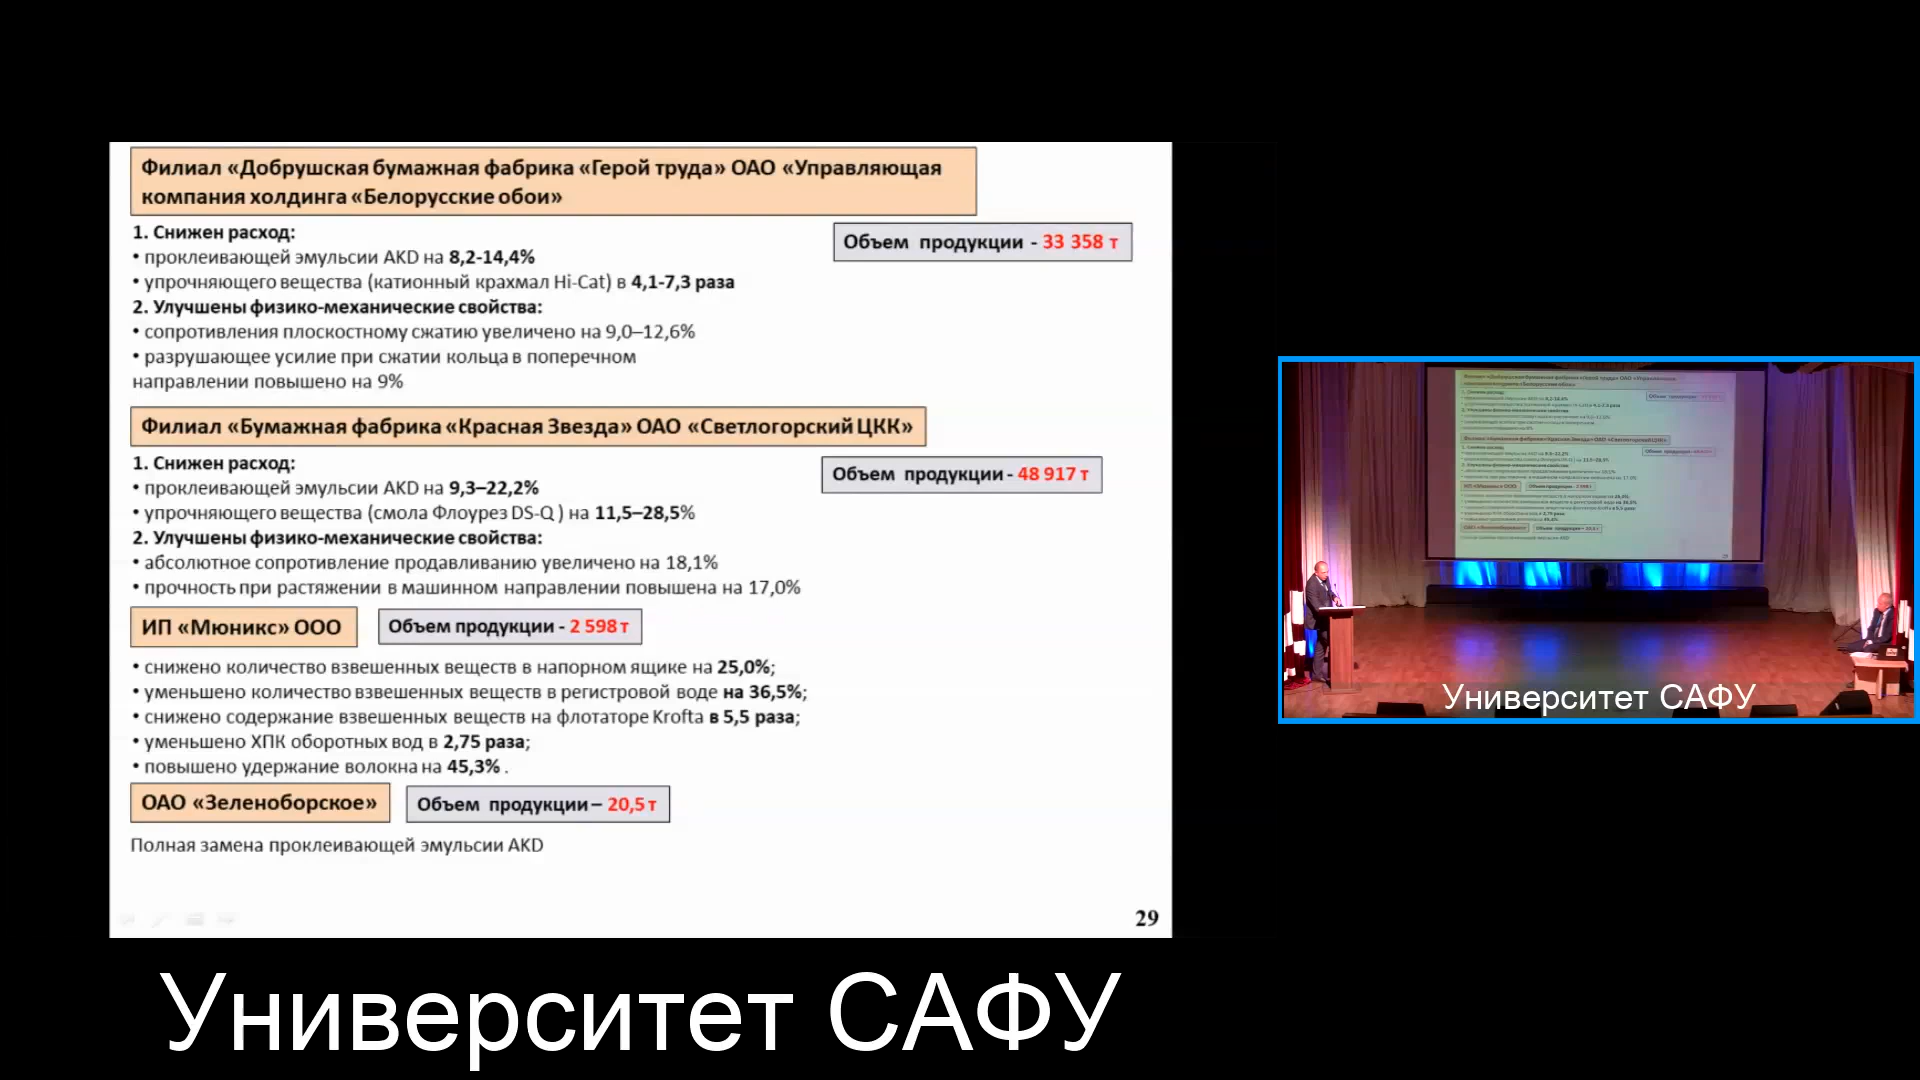 Филиал «Добрушская бумажная фабрика «Герой труда» ОАО «Управляющая
компания холдинга «Белорусские обои»
1. Снижен расход:
Объем продукции - 33 358 т
• проклеивающей эмульсии AKD на 8,2-14,4%
• упрочняющего вещества (катионный крахмал Hi-Cat) в 4,1-7,3 раза
2. Улучшены физико-механические свойства:
• сопротивления плоскостному сжатию увеличено на 9,0–12,6%
• разрушающее усилие при сжатии кольца в поперечном
направлении повышено на 9%
Филиал «Бумажная фабрика «Красная Звезда» ОАО «Светлогорский ЦКК»
1. Снижен расход:
Объем продукции - 48 917 т
• проклеивающей эмульсии AKD на 9,3–22,2%
• упрочняющего вещества (смола Флоурез DS-Q ) на 11,5–28,5%
2. Улучшены физико-механические свойства:
• абсолютное сопротивление продавливанию увеличено на 18,1%
• прочность при растяжении в машинном направлении повышена на 17,0%
ИП «Мюникс» ООО
Объем продукции - 2 598 т
• снижено количество взвешенных веществ в напорном ящике на 25,0%;
• уменьшено количество взвешенных веществ в регистровой воде на 36,5%;
• снижено содержание взвешенных веществ на флотаторе Krofta в 5,5 раза;
• уменьшено ХПК оборотных вод в 2,75 раза;
• повышено удержание волокна на 45,3% .
ОАО «Зеленоборское»
Объем продукции – 20,5 т
Полная замена проклеивающей эмульсии AKD
29
Университет САФУ
Университет САФУ